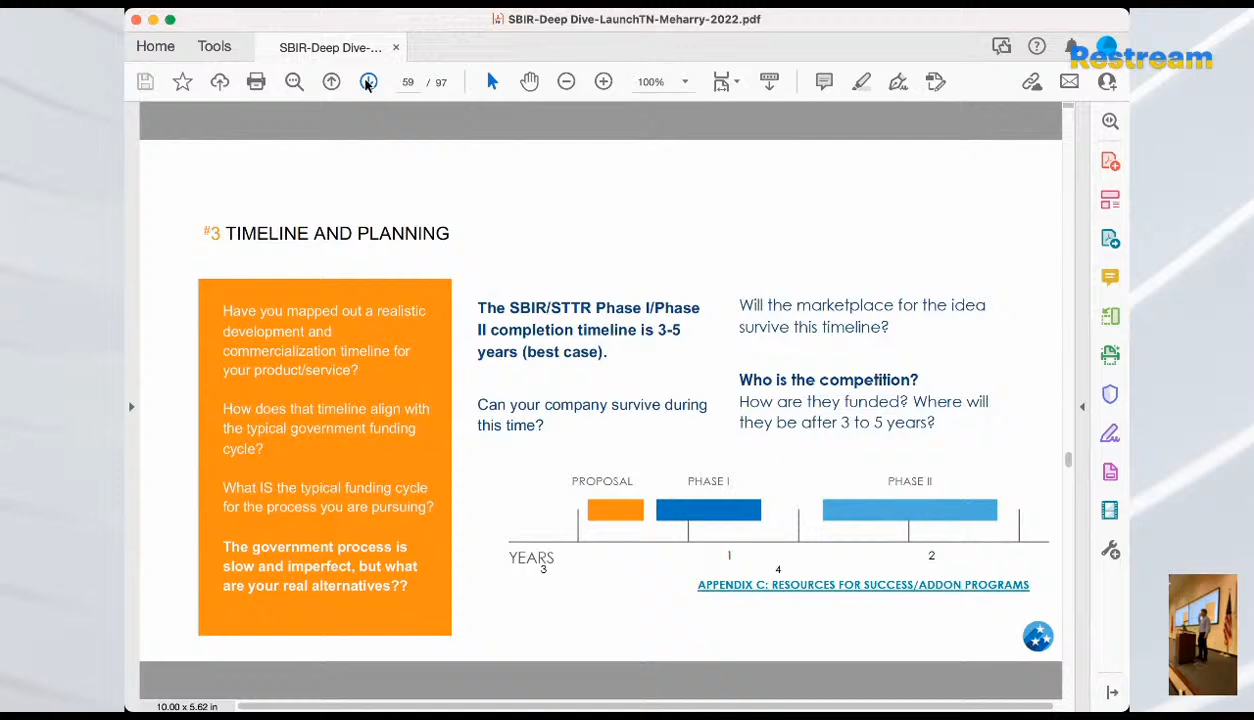 SBIR-Deep Dive-LaunchTN-Meharry-2022.pdf
Home
Tools
SBIR-Deep Dive-... ×
Restream
59 / 97
100%
#3 TIMELINE AND PLANNING
Have you mapped out a realistic
development and
commercialization timeline for
your product/service?
How does that timeline align with
the typical government funding
cycle?
What IS the typical funding cycle
for the process you are pursuing?
The government process is
slow and imperfect, but what
are your real alternatives??
The SBIR/STTR Phase I/Phase
II completion timeline is 3-5
years (best case).
Can your company survive during
this time?
Will the marketplace for the idea
survive this timeline?
Who is the competition?
How are they funded? Where will
they be after 3 to 5 years?
PROPOSAL
PHASE I
PHASE II
YEARS
1
2
3
4
APPENDIX C: RESOURCES FOR SUCCESS/ADDON PROGRAMS
10.00 x 5.62 in